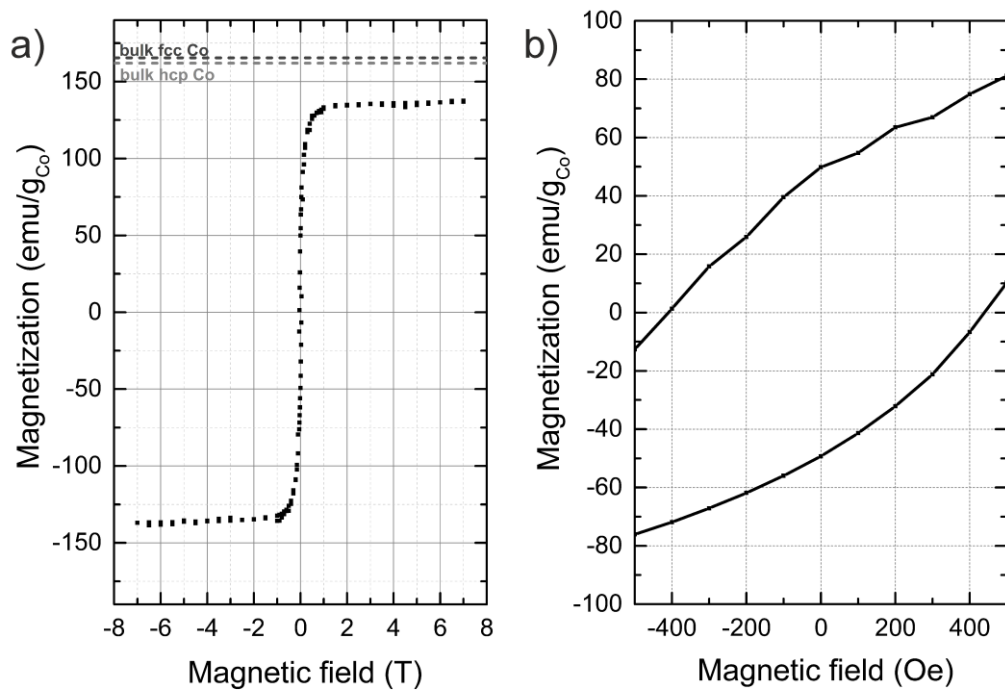 a)
bulk fcc Co
bulk hcp Co
150
100
50
0
-50
-100
-150
-8 -6 -4 -2 0 2 4 6 8
Magnetization (emu/gCo)
Magnetic field (T)
b)
100
80
60
40
20
0
-20
-40
-60
-80
-100
-400 -200 0 200 400
Magnetization (emu/gCo)
Magnetic field (Oe)